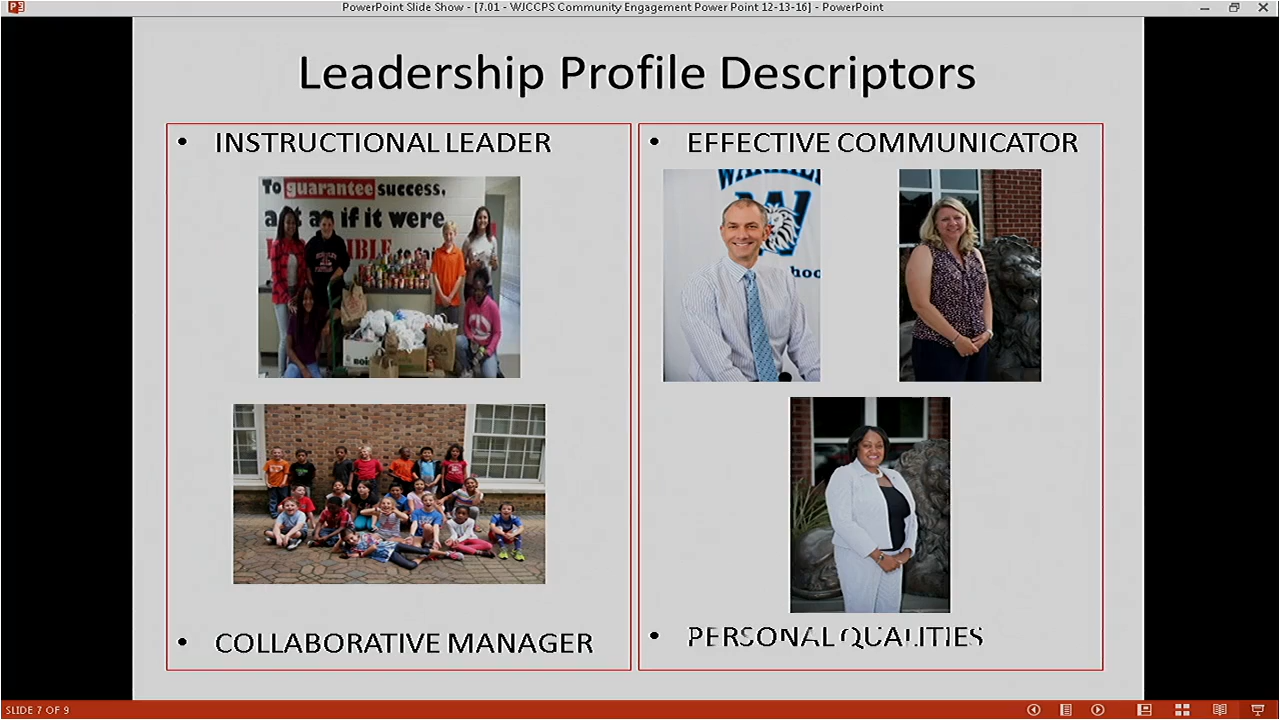 PowerPoint Slide Show - [7.01 - WJCCPS Community Engagement Power Point 12-13-16] - PowerPoint
Leadership Profile Descriptors
• INSTRUCTIONAL LEADER
To guarantee success,
act as if it were
• COLLABORATIVE MANAGER
• EFFECTIVE COMMUNICATOR
W
• PERSONAL QUALITIES
SLIDE 7 OF 9